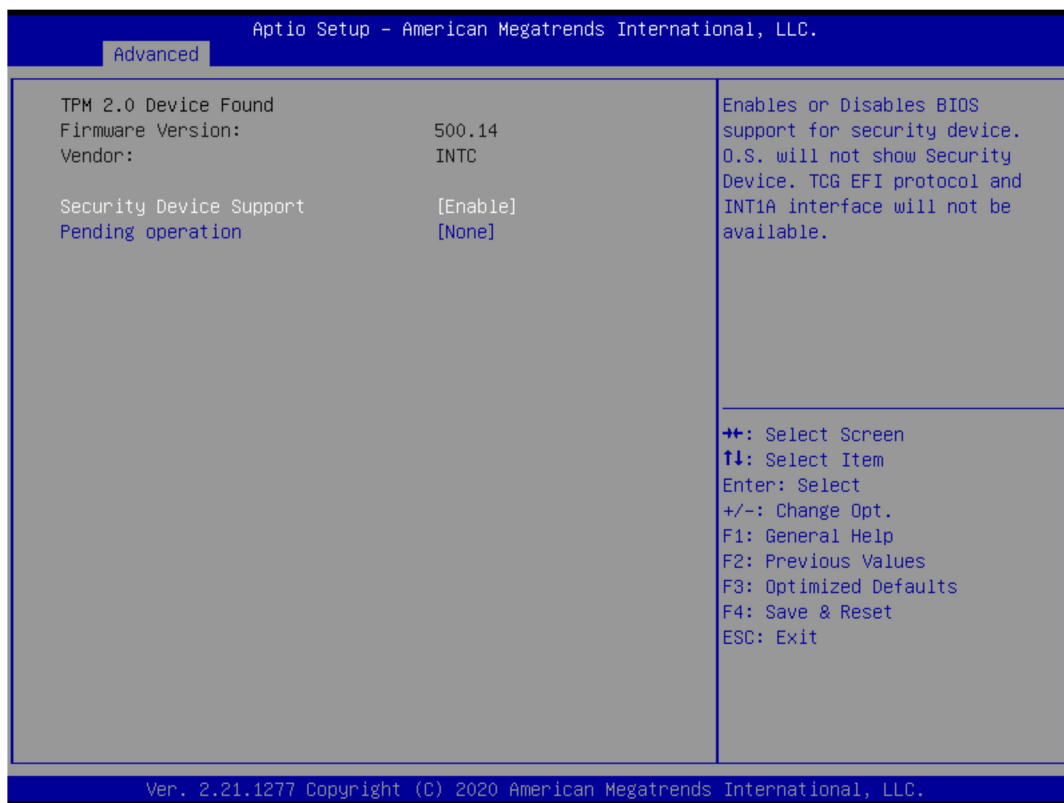 Aptio Setup – American Megatrends International, LLC.
Advanced
TPM 2.0 Device Found
Firmware Version: 500.14
Vendor: INTC
Security Device Support [Enable]
Pending operation [None]
Enables or Disables BIOS
support for security device.
O.S. will not show Security
Device. TCG EFI protocol and
INT1A interface will not be
available.
→←: Select Screen
↑↓: Select Item
Enter: Select
+/-: Change Opt.
F1: General Help
F2: Previous Values
F3: Optimized Defaults
F4: Save & Reset
ESC: Exit
Ver. 2.21.1277 Copyright (C) 2020 American Megatrends International, LLC.